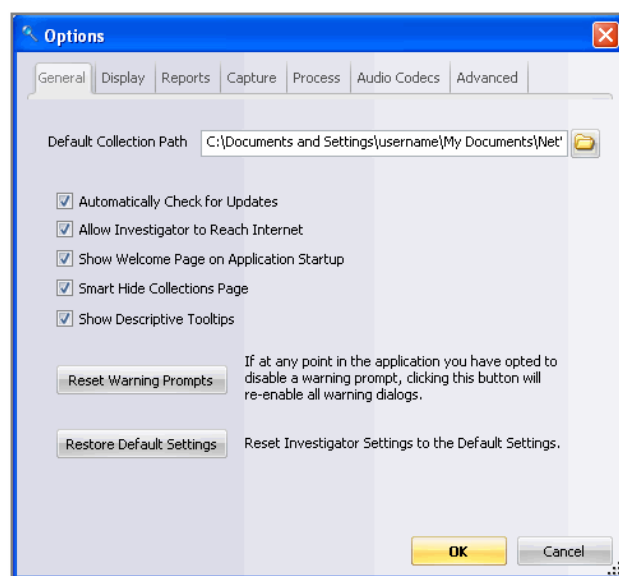 Options
General Display Reports Capture Process Audio Codecs Advanced
Default Collection Path C:\Documents and Settings\username\My Documents\Net'
Automatically Check for Updates
Allow Investigator to Reach Internet
Show Welcome Page on Application Startup
Smart Hide Collections Page
Show Descriptive Tooltips
Reset Warning Prompts
If at any point in the application you have opted to
disable a warning prompt, clicking this button will
re-enable all warning dialogs.
Restore Default Settings
Reset Investigator Settings to the Default Settings.
OK Cancel